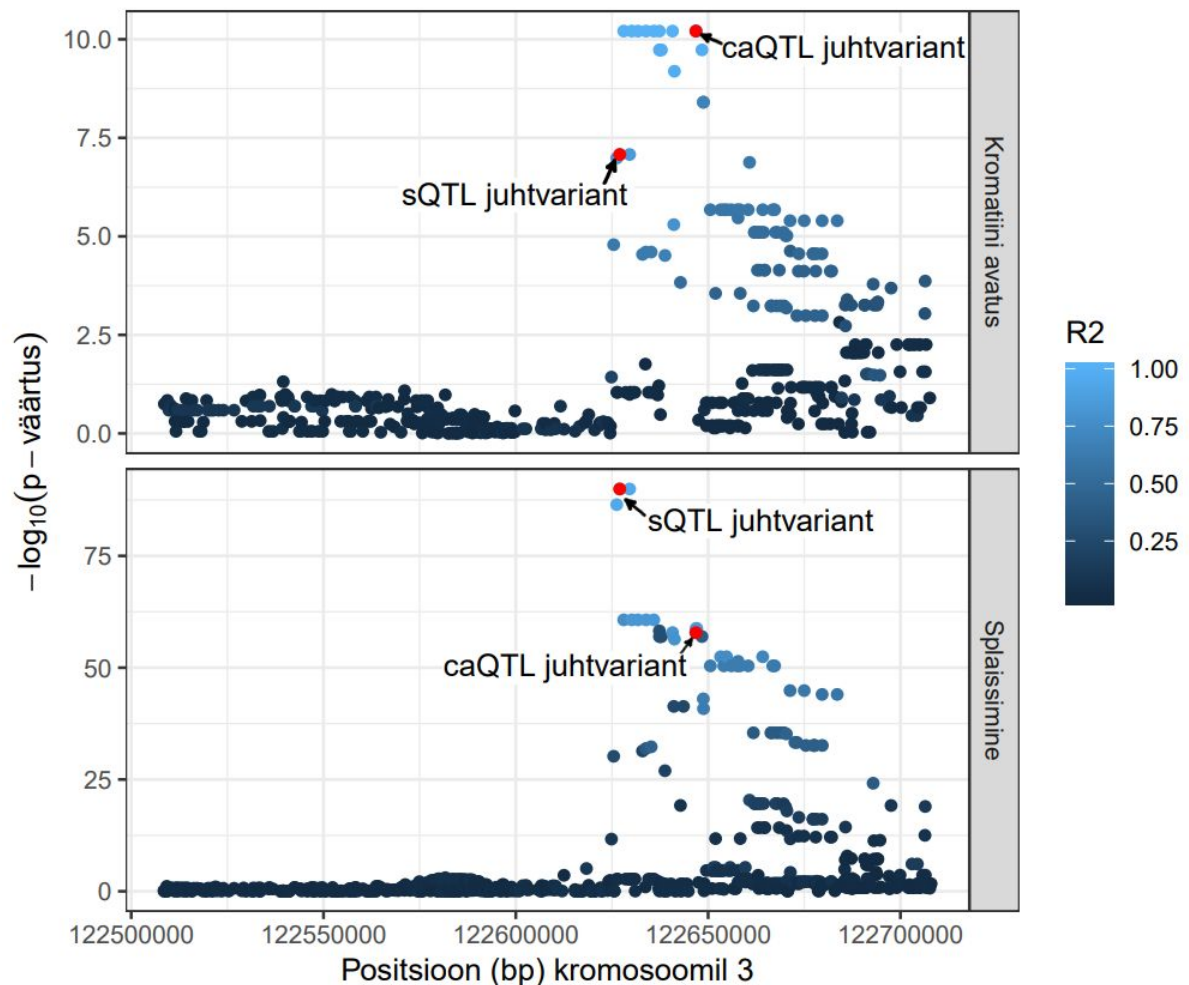 10.0
7.5
5.0
2.5
0.0
caQTL juhtvariant
sQTL juhtvariant
Kromatiini avatus
75
50
25
0
sQTL juhtvariant
caQTL juhtvariant
Splaissimine
−log10(p − väärtus)
122500000 122550000 122600000 122650000 122700000
Positsioon (bp) kromosoomil 3
R2
1.00
0.75
0.50
0.25